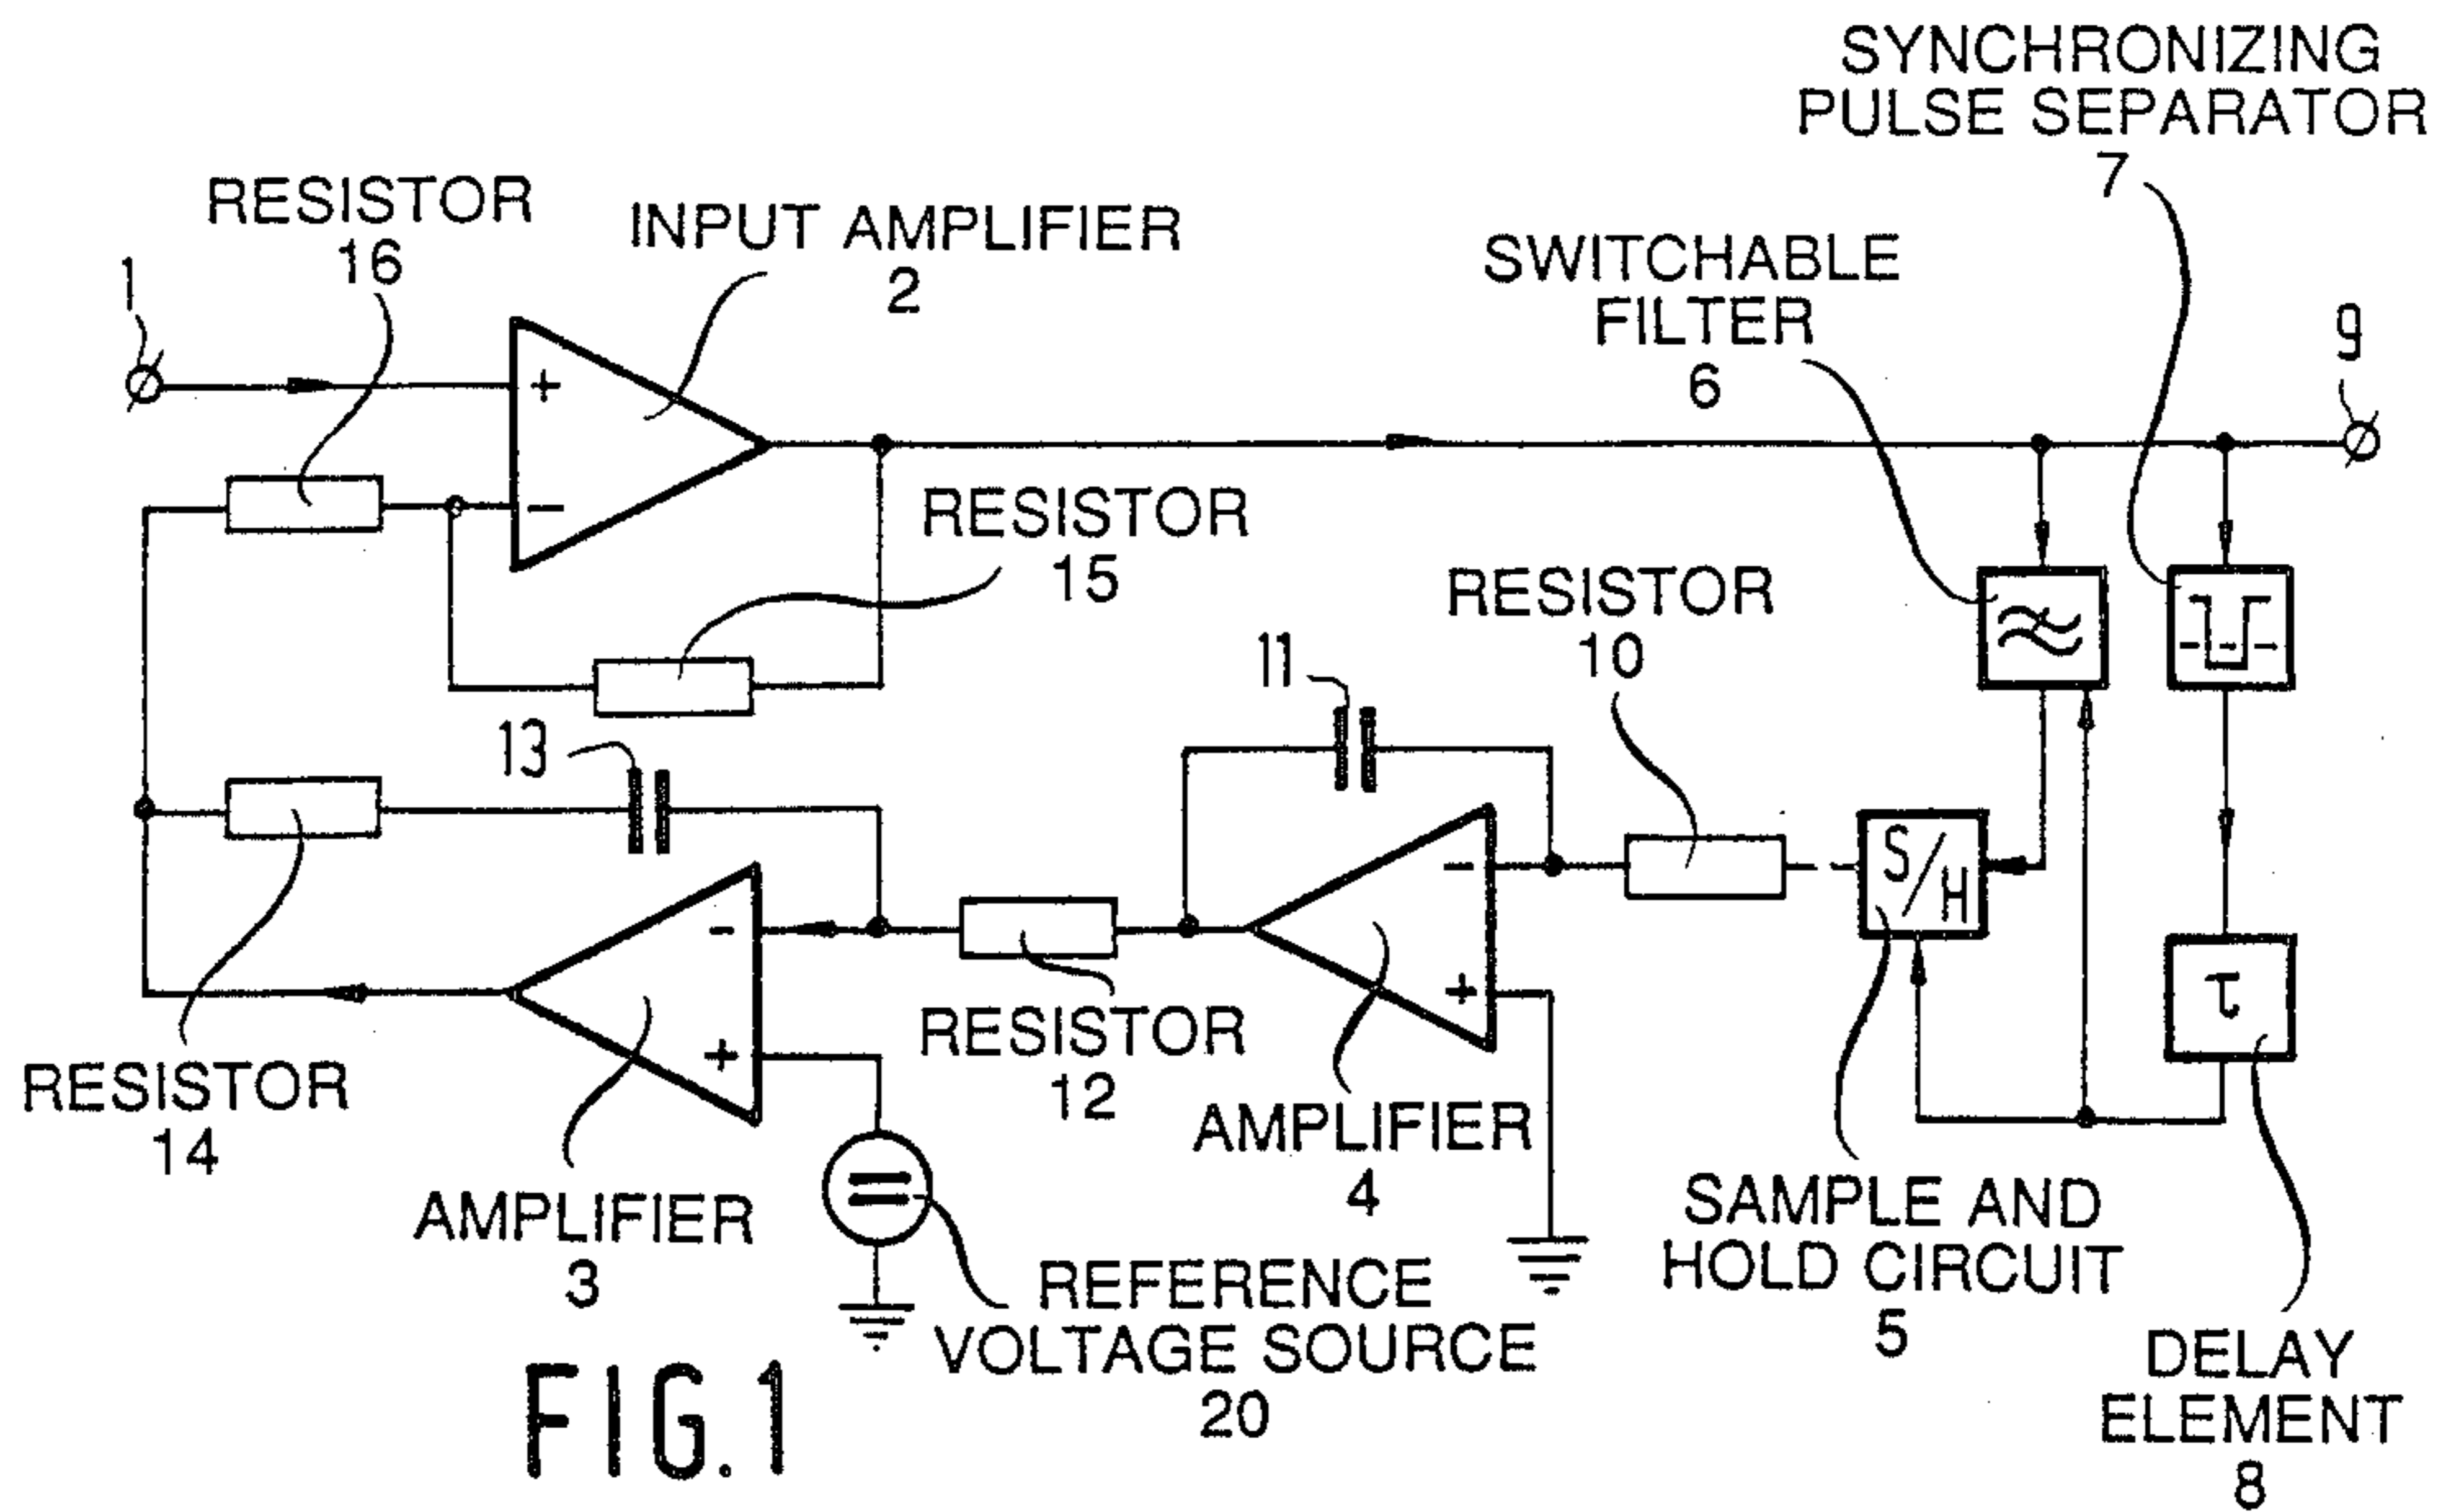 SYNCHRONIZING
PULSE SEPARATOR
7
RESISTOR
16
INPUT AMPLIFIER
2
1
SWITCHABLE
FILTER
6
9
+
−
RESISTOR
15
RESISTOR
10
11
13
S/H
-
-
τ
+
+
RESISTOR
12
RESISTOR
14
AMPLIFIER
4
AMPLIFIER
3
SAMPLE AND
HOLD CIRCUIT
5
REFERENCE
VOLTAGE SOURCE
20
DELAY
ELEMENT
8
FIG.1